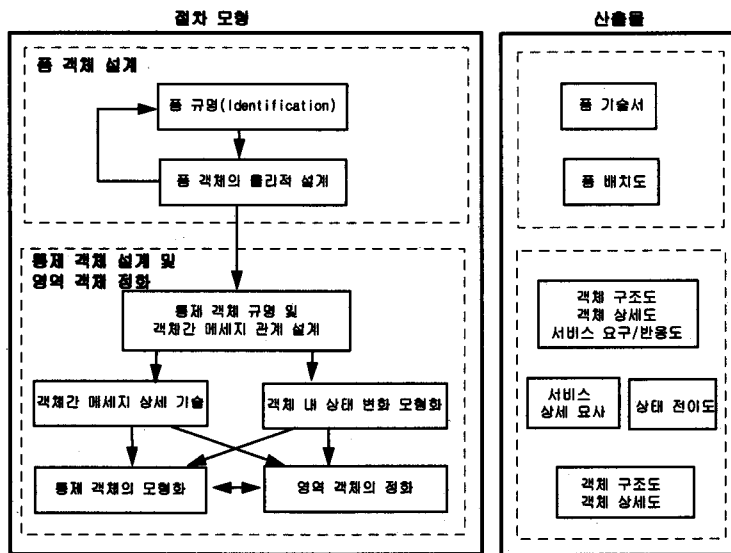 절차 모형
산출물
폼 객체 설계
폼 규명(Identification)
폼 객체의 물리적 설계
폼 기술서
폼 배치도
통제 객체 설계 및
영역 객체 정화
통제 객체 규명 및
객체간 메세지 관계 설계
객체 구조도
객체 상세도
서비스 요구/반응도
객체간 메세지 상세 기술
객체 내 상태 변화 모형화
서비스
상세 묘사
상태 전이도
통제 객체의 모형화
영역 객체의 정화
객체 구조도
객체 상세도